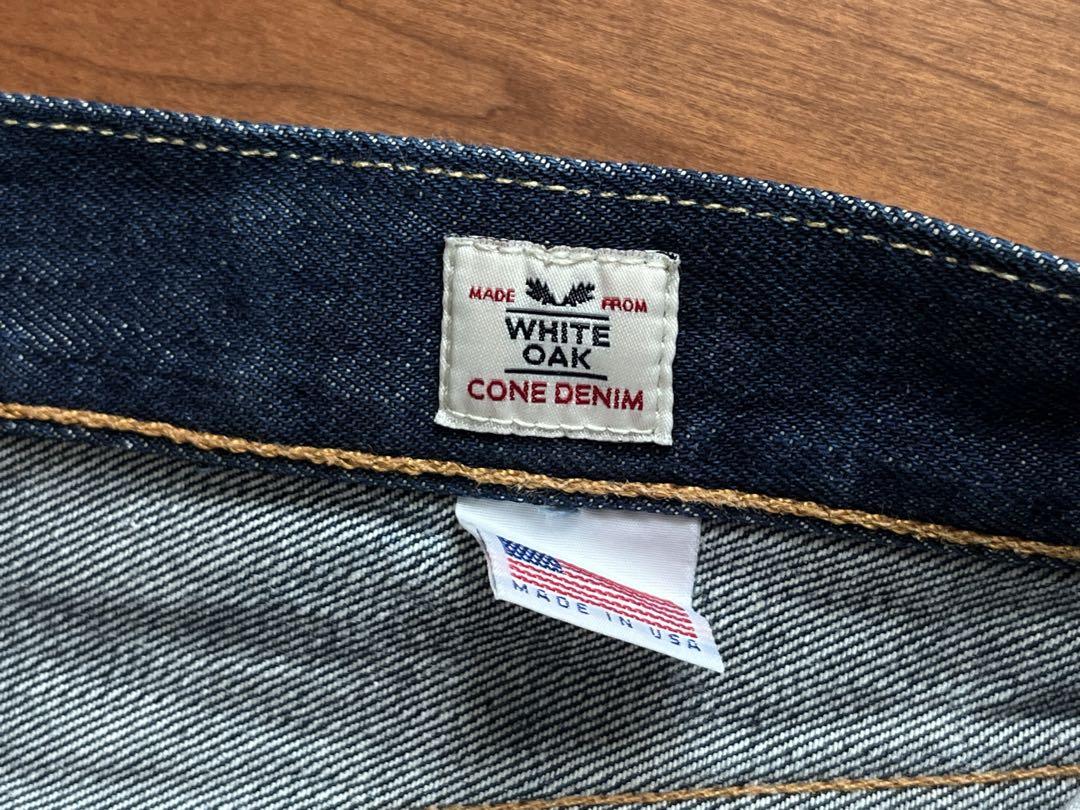 MADE FROM
WHITE
OAK
CONE DENIM
MADE IN USA